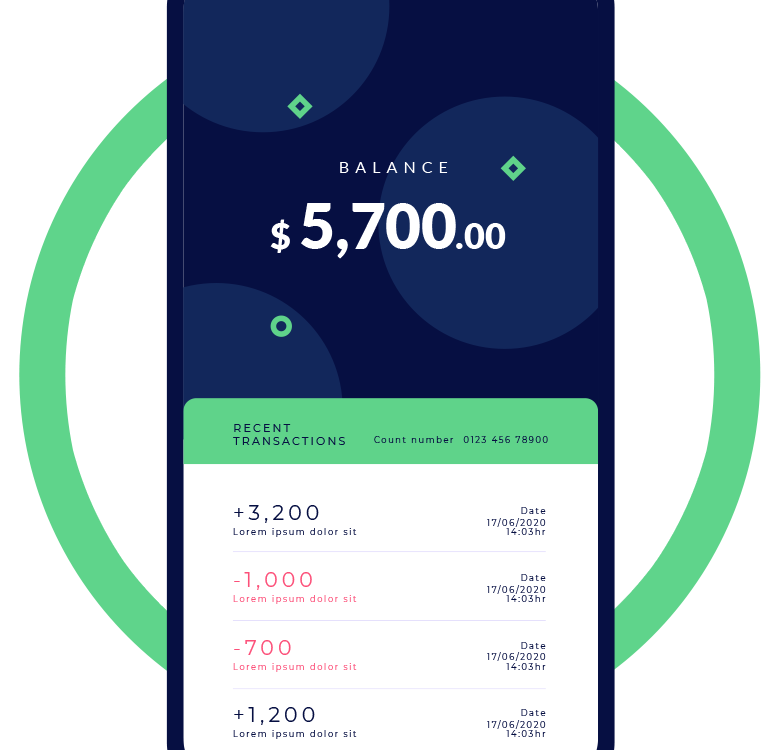 BALANCE
$ 5,700.00
RECENT
TRANSACTIONS
Count number 0123 456 78900
+3,200
Lorem ipsum dolor sit
Date
17/06/2020
14:03hr
-1,000
Lorem ipsum dolor sit
Date
17/06/2020
14:03hr
-700
Lorem ipsum dolor sit
Date
17/06/2020
14:03hr
+1,200
Lorem ipsum dolor sit
Date
17/06/2020
14:03hr